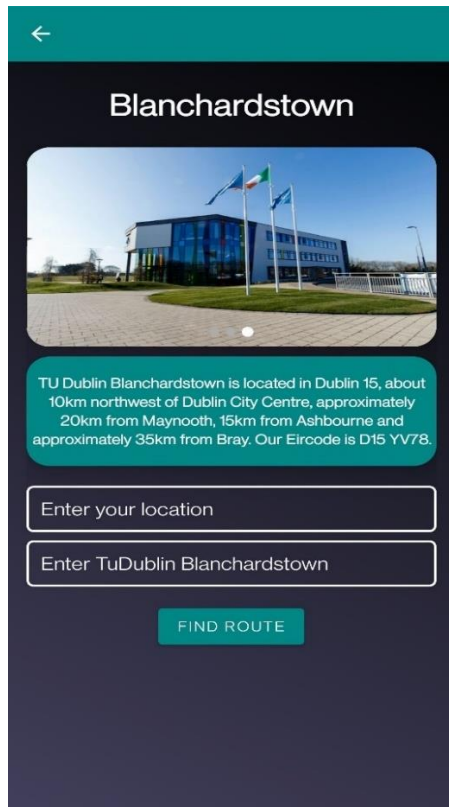 Blanchardstown
TU Dublin Blanchardstown is located in Dublin 15, about
10km northwest of Dublin City Centre, approximately
20km from Maynooth, 15km from Ashbourne and
approximately 35km from Bray. Our Eircode is D15 YV78.
Enter your location
Enter TuDublin Blanchardstown
FIND ROUTE